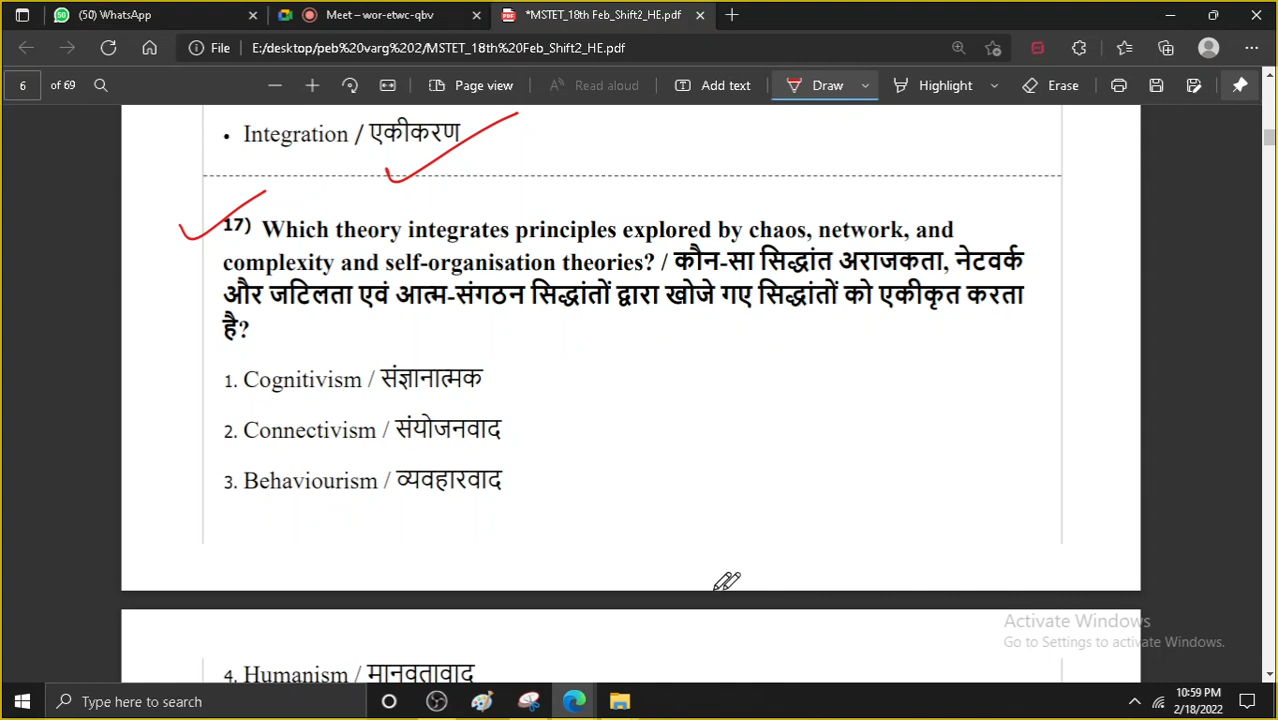 (50) WhatsApp
Meet – wor-etwc-qbv
*MSTET_18th Feb_Shift2_HE.pdf
File
E:/desktop/peb%20varg%202/MSTET_18th%20Feb_Shift2_HE.pdf
6 of 69
Page view
Read aloud
Add text
Draw
Highlight
Erase
• Integration / एकीकरण
17) Which theory integrates principles explored by chaos, network, and
complexity and self-organisation theories? / कौन-सा सिद्धांत अराजकता, नेटवर्क
और जटिलता एवं आत्म-संगठन सिद्धांतों द्वारा खोजे गए सिद्धांतों को एकीकृत करता
है?
1. Cognitivism / संज्ञानात्मक
2. Connectivism / संयोजनवाद
3. Behaviourism / व्यवहारवाद
4. Humanism / मानवतावाद
Activate Windows
Go to Settings to activate Windows.
Type here to search
10:59 PM
2/18/2022